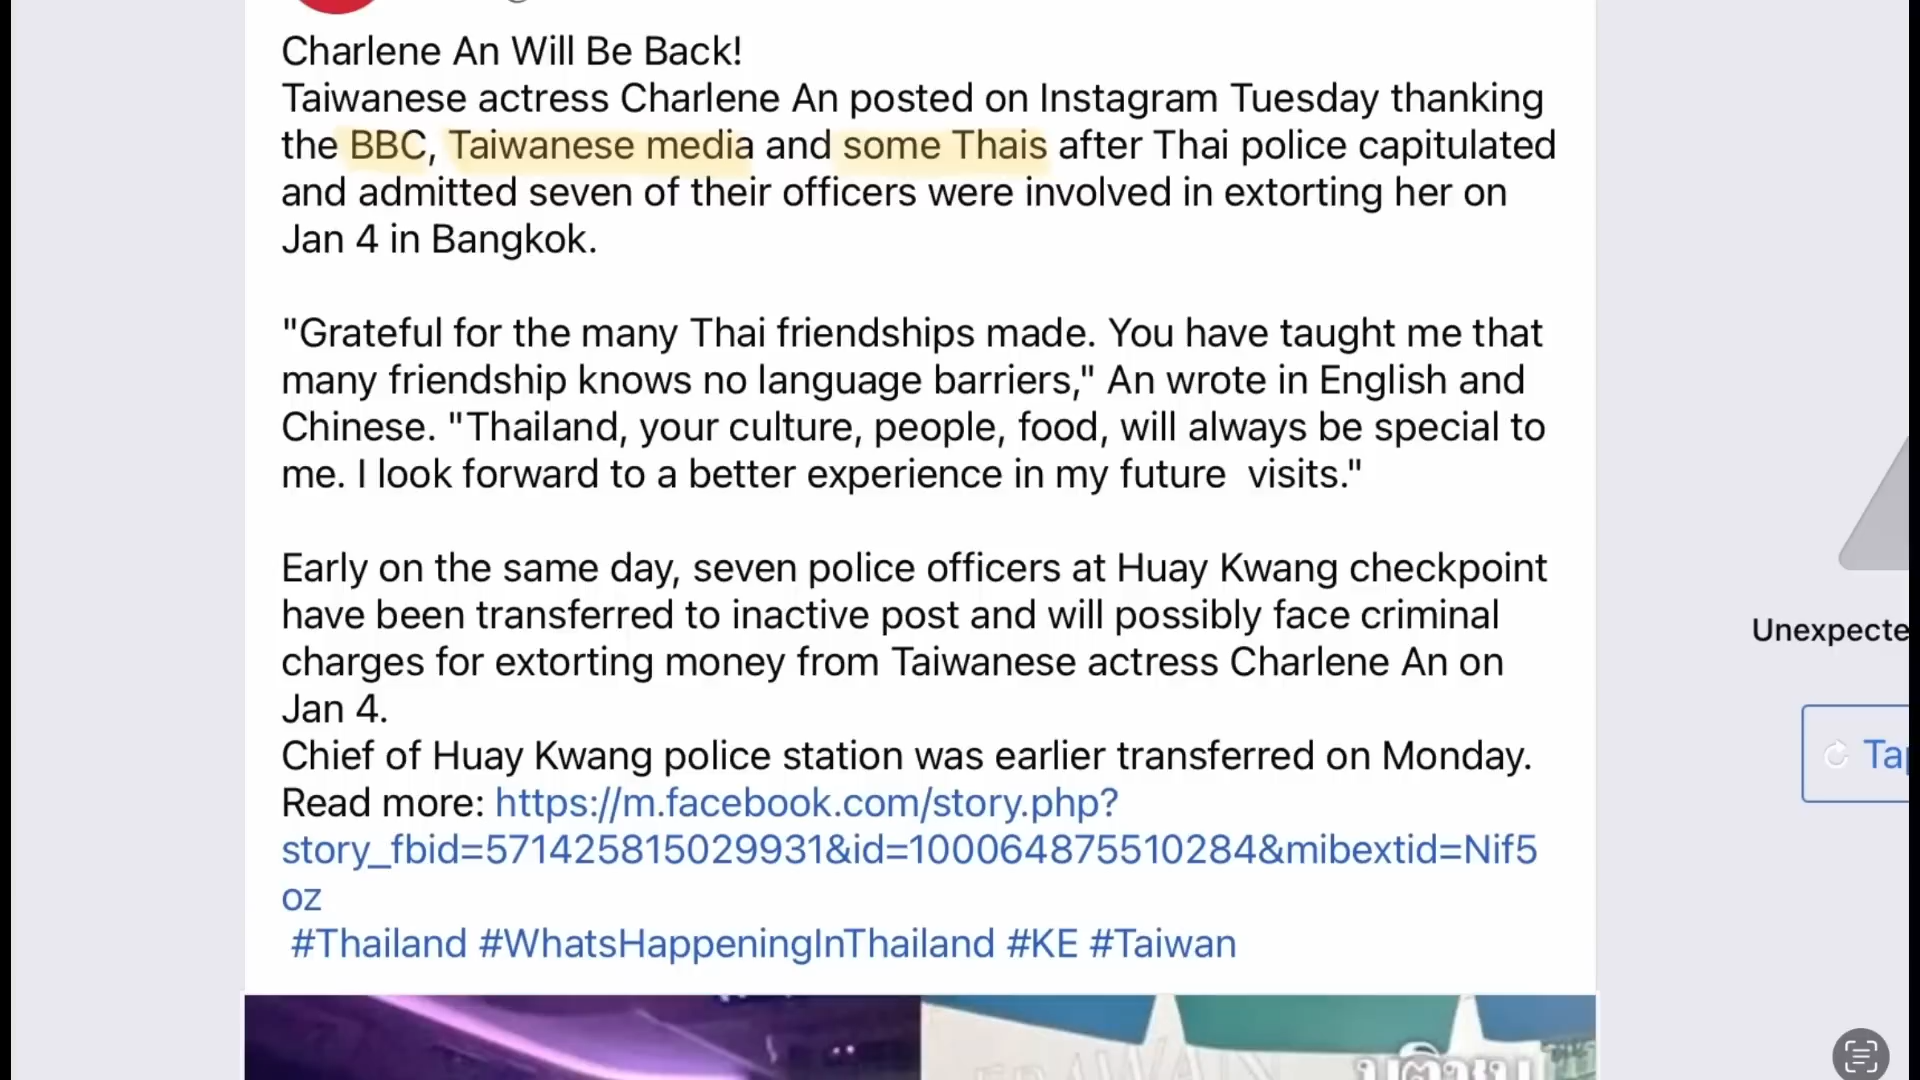 Charlene An Will Be Back!
Taiwanese actress Charlene An posted on Instagram Tuesday thanking
the BBC, Taiwanese media and some Thais after Thai police capitulated
and admitted seven of their officers were involved in extorting her on
Jan 4 in Bangkok.
"Grateful for the many Thai friendships made. You have taught me that
many friendship knows no language barriers," An wrote in English and
Chinese. "Thailand, your culture, people, food, will always be special to
me. I look forward to a better experience in my future  visits."
Early on the same day, seven police officers at Huay Kwang checkpoint
have been transferred to inactive post and will possibly face criminal
charges for extorting money from Taiwanese actress Charlene An on
Jan 4.
Chief of Huay Kwang police station was earlier transferred on Monday.
Read more: https://m.facebook.com/story.php?
story_fbid=571425815029931&id=100064875510284&mibextid=Nif5
oz
#Thailand #WhatsHappeningInThailand #KE #Taiwan
Unexpecte
Ta